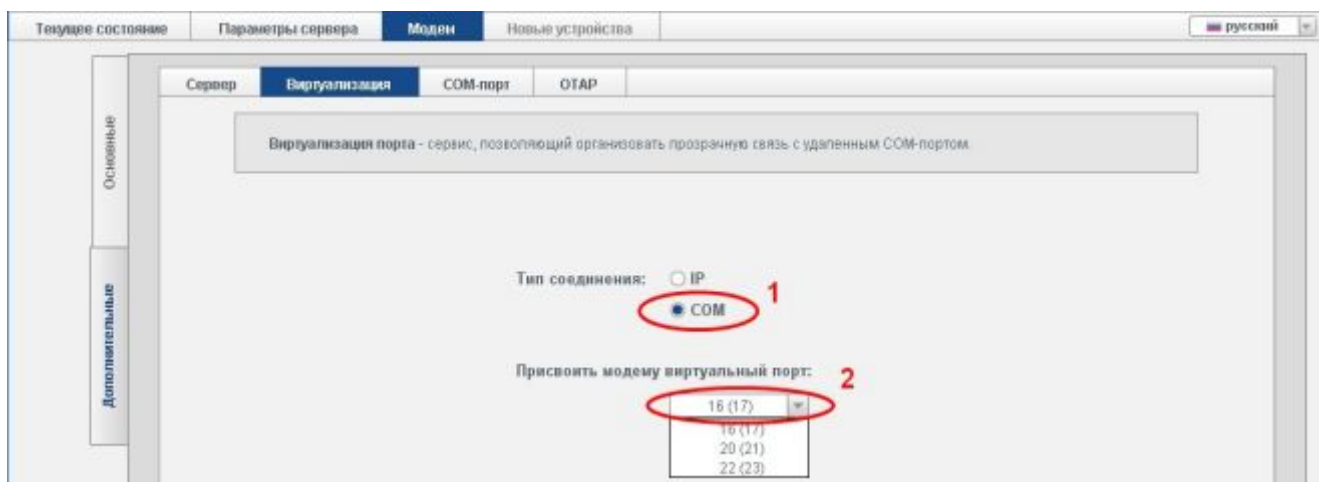 Текущее состояние Параметры сервера Модем Новые устройства русский
Сервер Виртуализация COM-порт OTAP
Основные
Виртуализация порта - сервис, позволяющий организовать прозрачную связь с удаленным COM-портом.
Дополнительные
Тип соединения: IP
1
COM
Присвоить модему виртуальный порт:
2
16 (17)
16 (17)
20 (21)
22 (23)